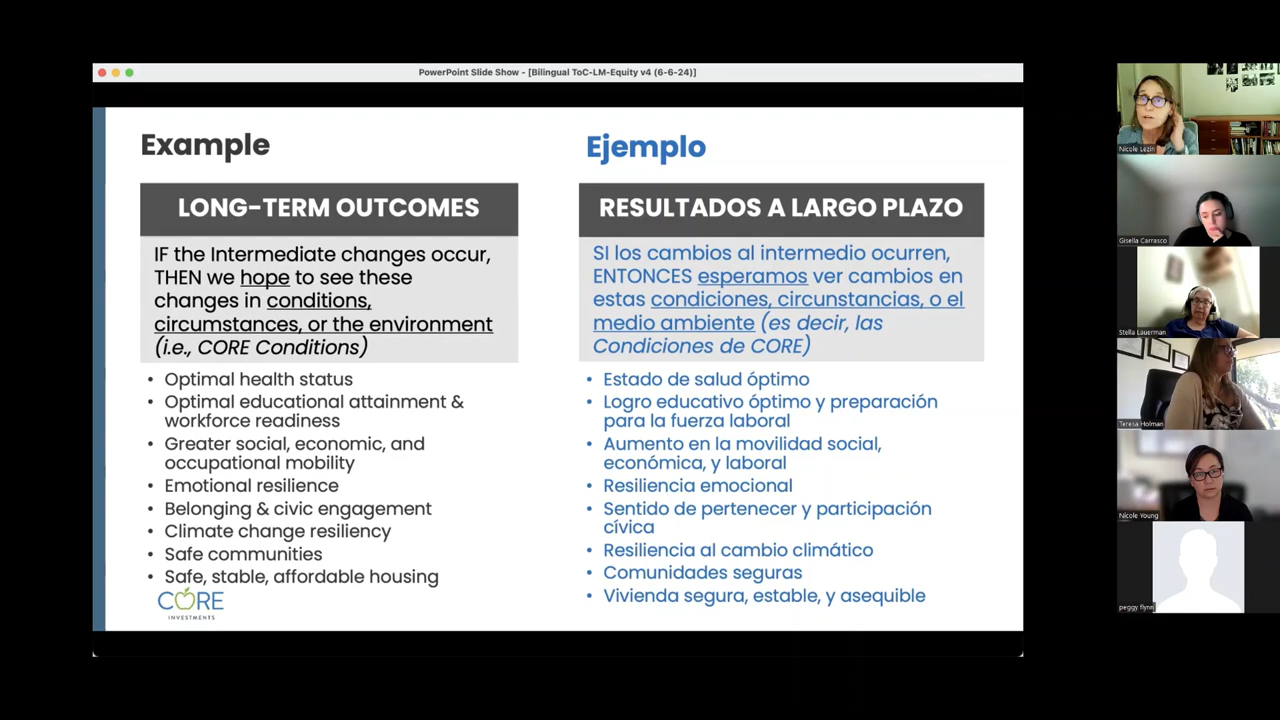 PowerPoint Slide Show - [Bilingual ToC-LM-Equity v4 (6-6-24)]
Example
LONG-TERM OUTCOMES
IF the Intermediate changes occur,
THEN we hope to see these
changes in conditions,
circumstances, or the environment
(i.e., CORE Conditions)
• Optimal health status
• Optimal educational attainment &
workforce readiness
• Greater social, economic, and
occupational mobility
• Emotional resilience
• Belonging & civic engagement
• Climate change resiliency
• Safe communities
• Safe, stable, affordable housing
CORE
INVESTMENTS
Ejemplo
RESULTADOS A LARGO PLAZO
SI los cambios al intermedio ocurren,
ENTONCES esperamos ver cambios en
estas condiciones, circunstancias, o el
medio ambiente (es decir, las
Condiciones de CORE)
• Estado de salud óptimo
• Logro educativo óptimo y preparación
para la fuerza laboral
• Aumento en la movilidad social,
económica, y laboral
• Resiliencia emocional
• Sentido de pertenecer y participación
cívica
• Resiliencia al cambio climático
• Comunidades seguras
• Vivienda segura, estable, y asequible
Nicole Lezin
Gisella Carrasco
Stella Lauerman
Teresa Holman
Nicole Young
peggy flynn